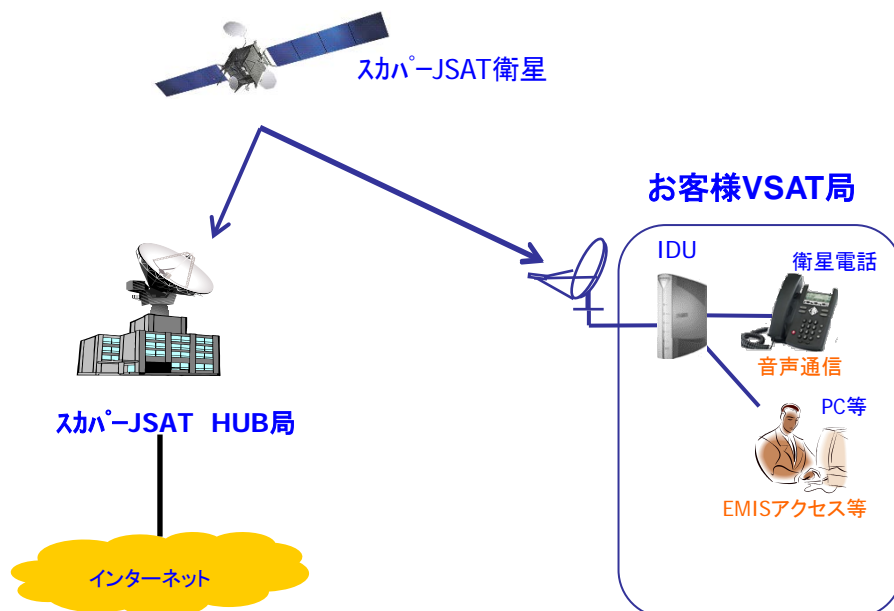 スカパーJSAT衛星
お客様VSAT局
IDU
衛星電話
音声通信
スカパーJSAT HUB局
PC等
EMISアクセス等
インターネット